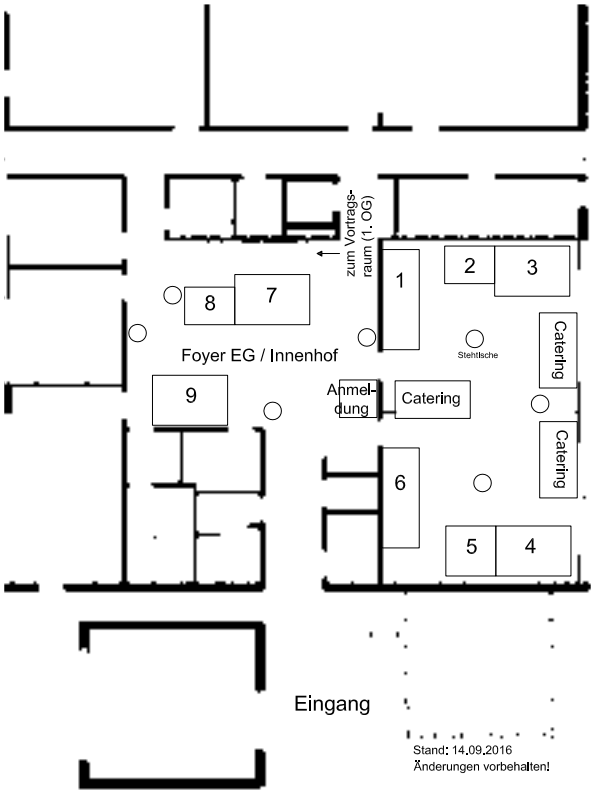 zum Vortrags-
raum (1. OG)
1
2
3
8
7
Catering
Stehtische
Foyer EG / Innenhof
9
Anmel-
dung
Catering
Catering
6
5
4
Eingang
Stand: 14.09.2016
Änderungen vorbehalten!